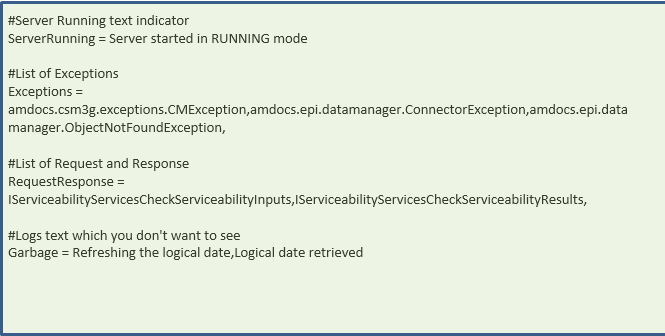 #Server Running text indicator
ServerRunning = Server started in RUNNING mode
#List of Exceptions
Exceptions =
amdocs.csm3g.exceptions.CMException,amdocs.epi.datamanager.ConnectorException,amdocs.epi.data
manager.ObjectNotFoundException,
#List of Request and Response
RequestResponse =
IServiceabilityServicesCheckServiceabilityInputs,IServiceabilityServicesCheckServiceabilityResults,
#Logs text which you don't want to see
Garbage = Refreshing the logical date,Logical date retrieved